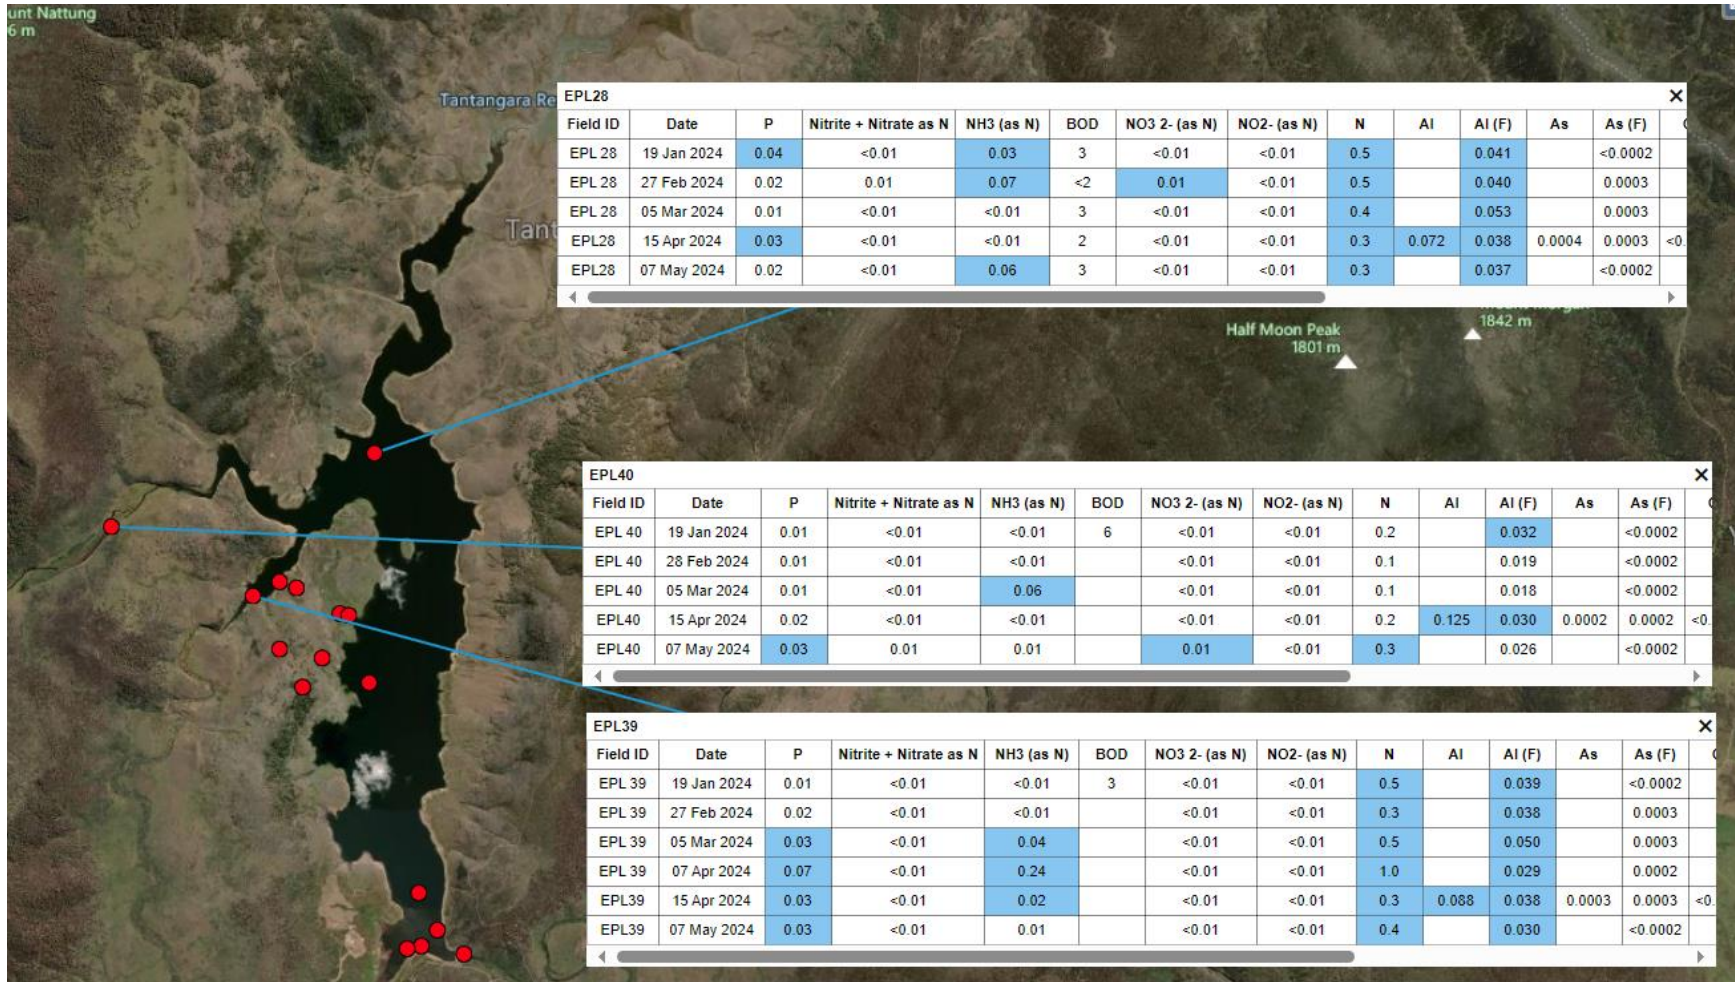 unt Nattung
6 m
Tantangara Re
Tant
EPL28
Field ID Date P Nitrite + Nitrate as N NH3 (as N) BOD NO3 2- (as N) NO2- (as N) N Al Al (F) As As (F)
EPL 28 19 Jan 2024 0.04 <0.01 0.03 3 <0.01 <0.01 0.5 0.041 <0.0002
EPL 28 27 Feb 2024 0.02 0.01 0.07 <2 0.01 <0.01 0.5 0.040 0.0003
EPL 28 05 Mar 2024 0.01 <0.01 <0.01 3 <0.01 <0.01 0.4 0.053 0.0003
EPL28 15 Apr 2024 0.03 <0.01 <0.01 2 <0.01 <0.01 0.3 0.072 0.038 0.0004 0.0003 <0.
EPL28 07 May 2024 0.02 <0.01 0.06 3 <0.01 <0.01 0.3 0.037 <0.0002
1842 m
Half Moon Peak
1801 m
EPL40
Field ID Date P Nitrite + Nitrate as N NH3 (as N) BOD NO3 2- (as N) NO2- (as N) N Al Al (F) As As (F)
EPL 40 19 Jan 2024 0.01 <0.01 <0.01 6 <0.01 <0.01 0.2 0.032 <0.0002
EPL 40 28 Feb 2024 0.01 <0.01 <0.01 <0.01 <0.01 0.1 0.019 <0.0002
EPL 40 05 Mar 2024 0.01 <0.01 0.06 <0.01 <0.01 0.1 0.018 <0.0002
EPL40 15 Apr 2024 0.02 <0.01 <0.01 <0.01 <0.01 0.2 0.125 0.030 0.0002 0.0002 <0.
EPL40 07 May 2024 0.03 0.01 0.01 0.01 <0.01 0.3 0.026 <0.0002
EPL39
Field ID Date P Nitrite + Nitrate as N NH3 (as N) BOD NO3 2- (as N) NO2- (as N) N Al Al (F) As As (F)
EPL 39 19 Jan 2024 0.01 <0.01 <0.01 3 <0.01 <0.01 0.5 0.039 <0.0002
EPL 39 27 Feb 2024 0.02 <0.01 <0.01 <0.01 <0.01 0.3 0.038 0.0003
EPL 39 05 Mar 2024 0.03 <0.01 0.04 <0.01 <0.01 0.5 0.050 0.0003
EPL 39 07 Apr 2024 0.07 <0.01 0.24 <0.01 <0.01 1.0 0.029 0.0002
EPL39 15 Apr 2024 0.03 <0.01 0.02 <0.01 <0.01 0.3 0.088 0.038 0.0003 0.0003 <0.
EPL39 07 May 2024 0.03 <0.01 0.01 <0.01 <0.01 0.4 0.030 <0.0002